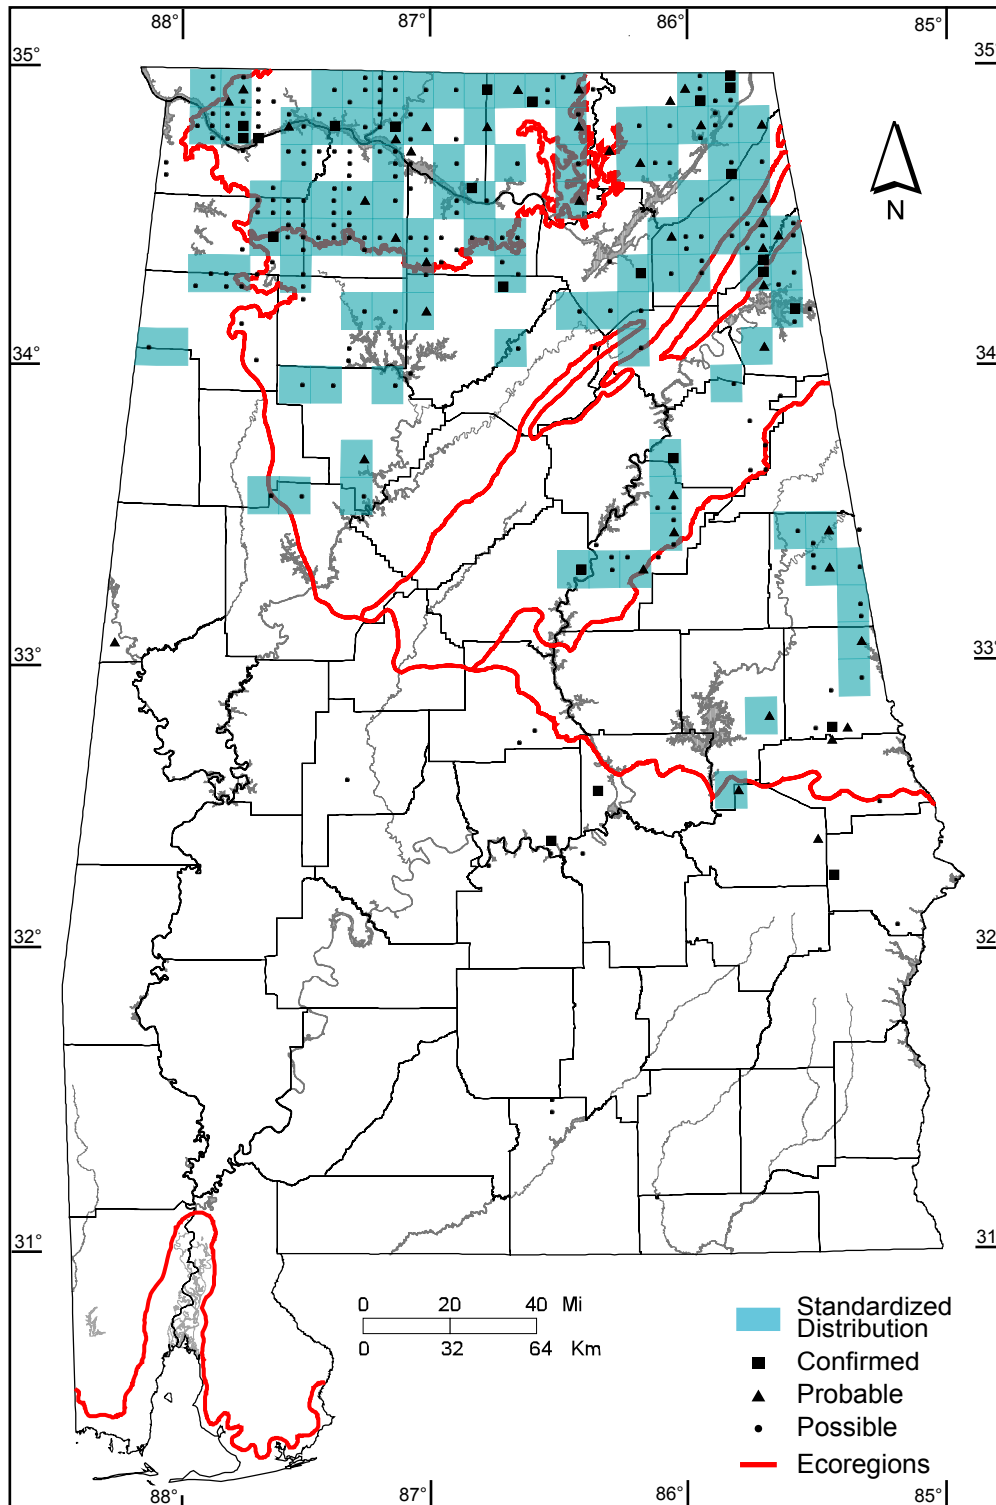 88° 87° 86° 85°
35° 35°
N
34° 34
33° 33°
32° 32
31° 31
0 20 40 Mi
0 32 64 Km
Standardized
Distribution
Confirmed
Probable
Possible
Ecoregions
88° 87° 86° 85°